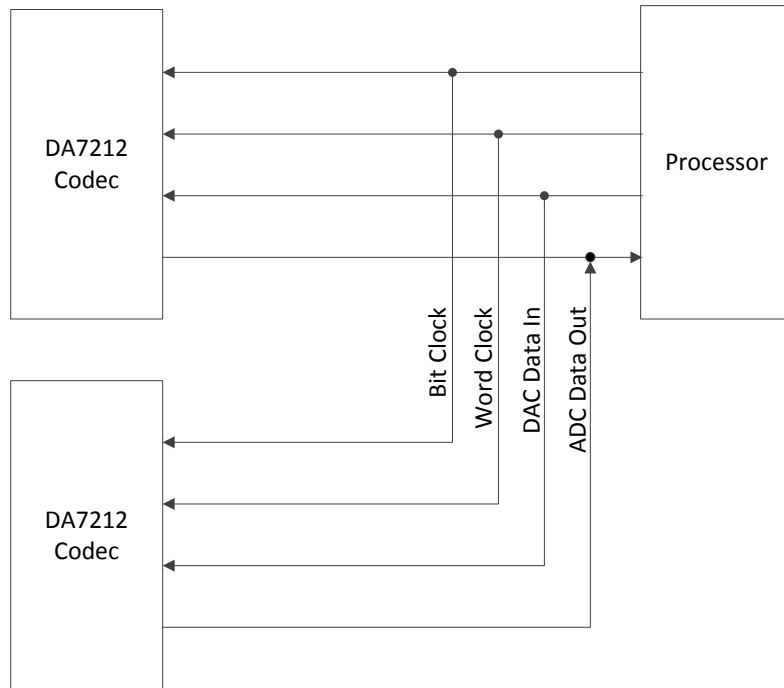 DA7212
Codec
Processor
Bit Clock
Word Clock
DAC Data In
ADC Data Out
DA7212
Codec